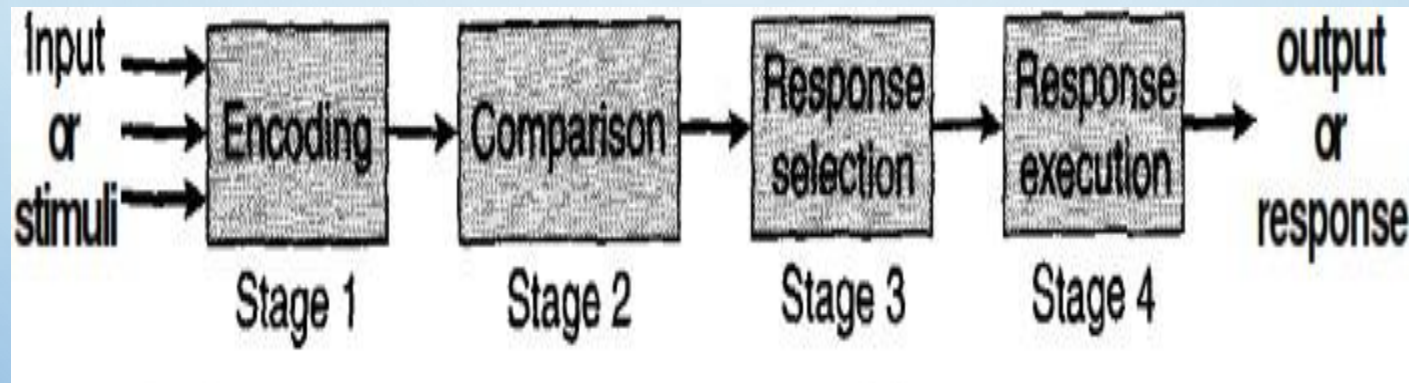 Input
or
stimuli
Encoding
Comparison
Response
selection
Response
execution
output
or
response
Stage 1
Stage 2
Stage 3
Stage 4